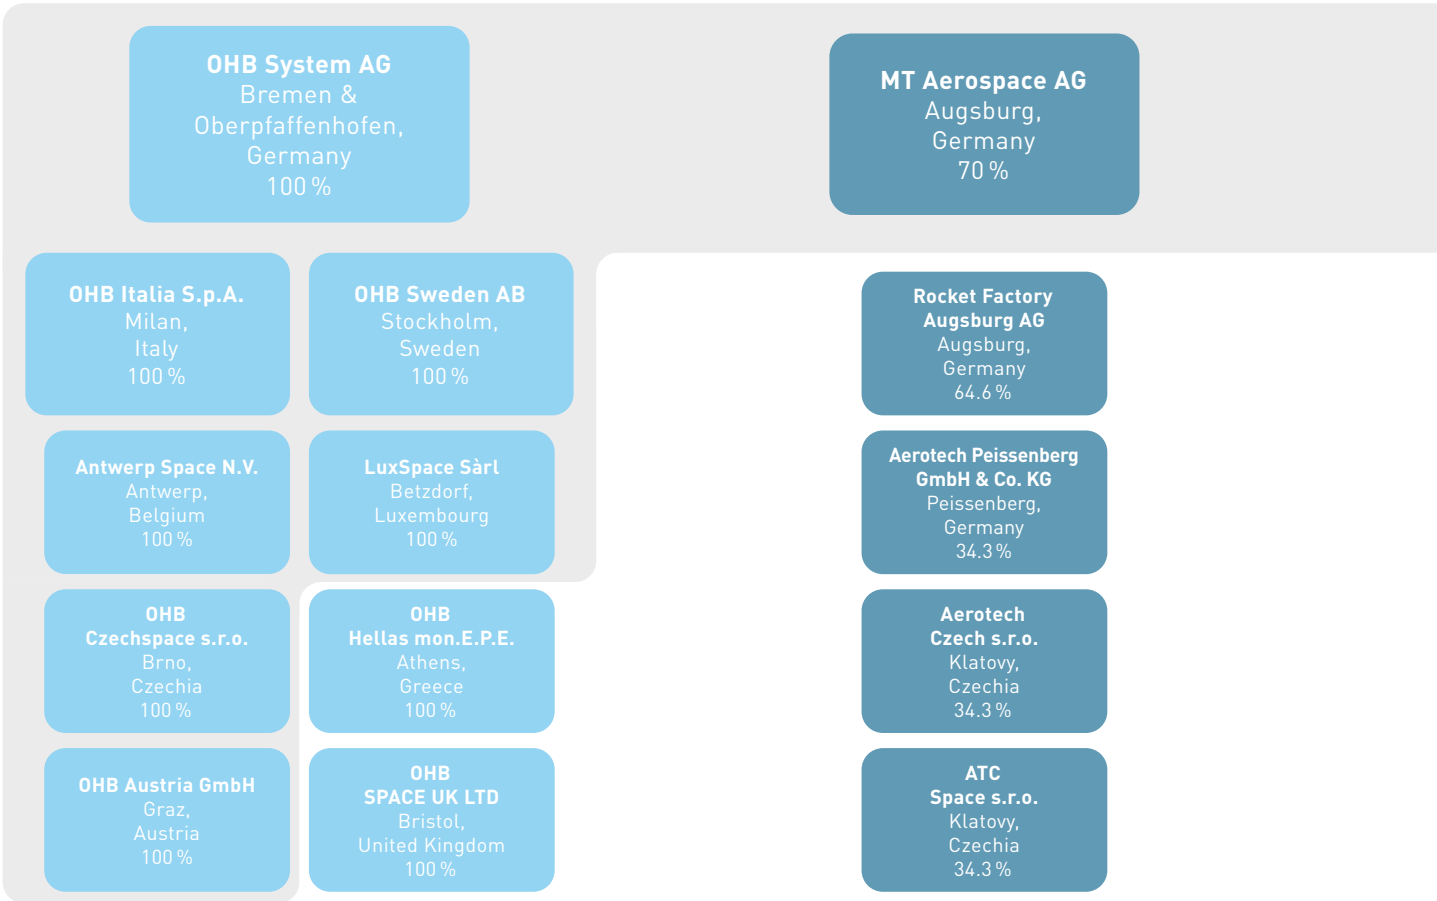 OHB System AG
Bremen &
Oberpfaffenhofen,
Germany
100 %
MT Aerospace AG
Augsburg,
Germany
70 %
OHB Italia S.p.A.
Milan,
Italy
100 %
OHB Sweden AB
Stockholm,
Sweden
100 %
Rocket Factory
Augsburg AG
Augsburg,
Germany
64.6 %
Antwerp Space N.V.
Antwerp,
Belgium
100 %
LuxSpace Sàrl
Betzdorf,
Luxembourg
100 %
Aerotech Peissenberg
GmbH & Co. KG
Peissenberg,
Germany
34.3 %
OHB
Czechspace s.r.o.
Brno,
Czechia
100 %
OHB
Hellas mon.E.P.E.
Athens,
Greece
100 %
Aerotech
Czech s.r.o.
Klatovy,
Czechia
34.3 %
OHB Austria GmbH
Graz,
Austria
100 %
OHB
SPACE UK LTD
Bristol,
United Kingdom
100 %
ATC
Space s.r.o.
Klatovy,
Czechia
34.3 %